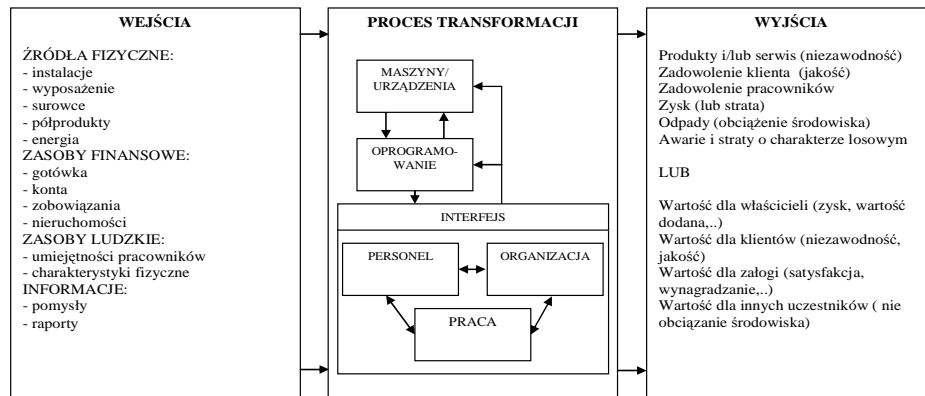 WEJŚCIA
ŹRÓDŁA FIZYCZNE:
- instalacje
- wyposażenie
- surowce
- półprodukty
- energia
ZASOBY FINANSOWE:
- gotówka
- konta
- zobowiązania
- nieruchomości
ZASOBY LUDZKIE:
- umiejętności pracowników
- charakterystyki fizyczne
INFORMACJE:
- pomysły
- raporty
PROCES TRANSFORMACJI
MASZYNY/
URZĄDZENIA
OPROGRAMO-
WANIE
INTERFEJS
PERSONEL
ORGANIZACJA
PRACA
WYJŚCIA
Produkty i/lub serwis (niezawodność)
Zadowolenie klienta (jakość)
Zadowolenie pracowników
Zysk (lub strata)
Odpady (obciążenie środowiska)
Awarie i straty o charakterze losowym
LUB
Wartość dla właścicieli (zysk, wartość
dodana,..)
Wartość dla klientów (niezawodność,
jakość)
Wartość dla załogi (satysfakcja,
wynagradzanie,..)
Wartość dla innych uczestników ( nie
obciązanie środowiska)